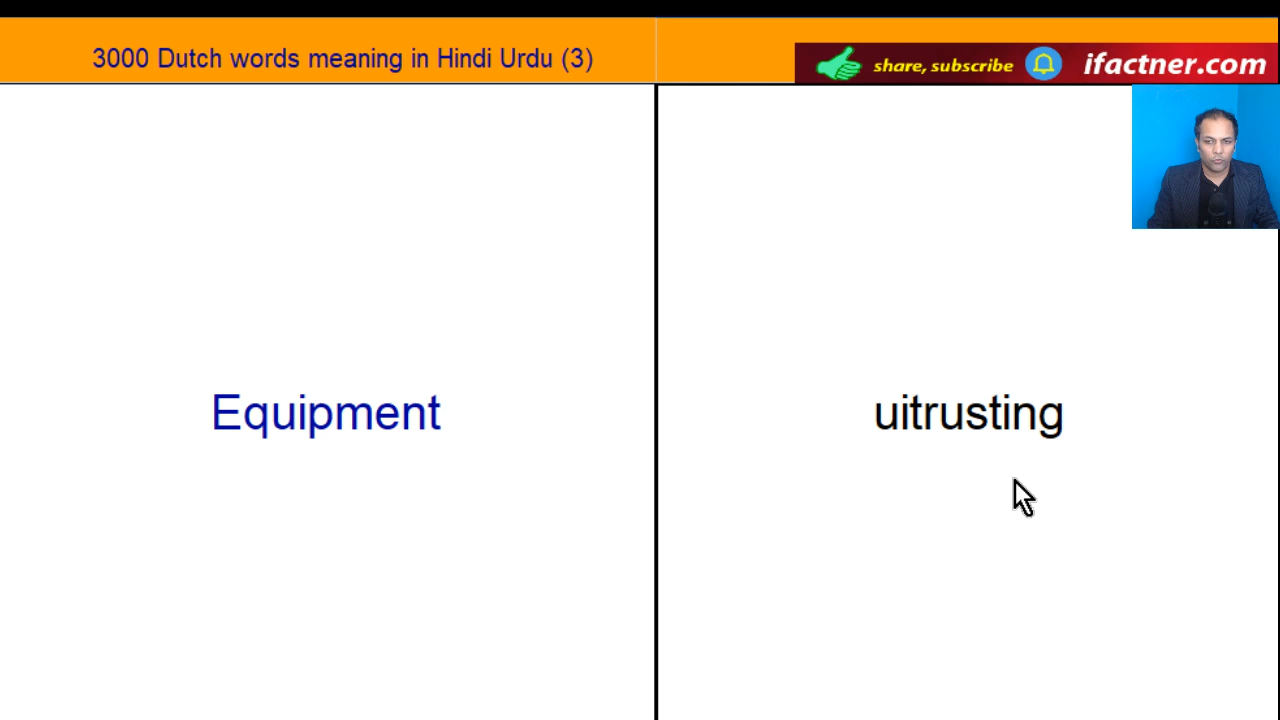 3000 Dutch words meaning in Hindi Urdu (3)
share, subscribe
ifactner.com
Equipment
uitrusting